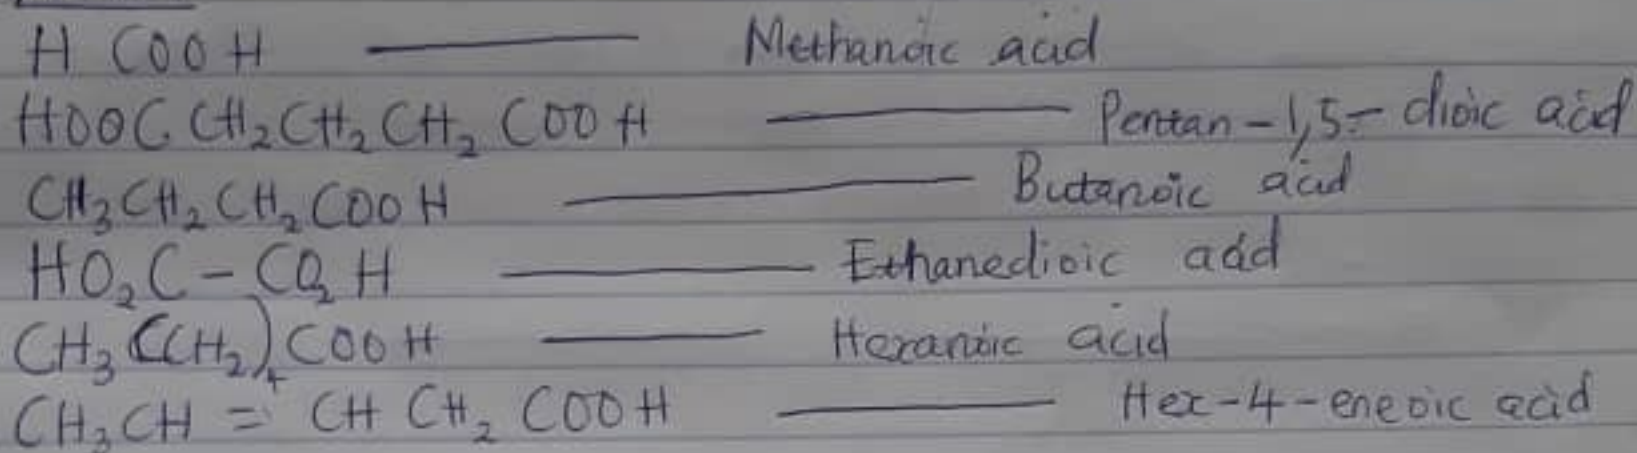 H COOH —— Methanoic acid
HOOC CH₂CH₂CH₂ COOH —— Pentan-1,5-dioic acid
CH₃CH₂CH₂COOH —— Butanoic acid
HO₂C-CO₂H —— Ethanedioic acid
CH₃(CH₂)₄COOH —— Hexanoic acid
CH₃CH = CH CH₂ COOH —— Hex-4-eneoic acid